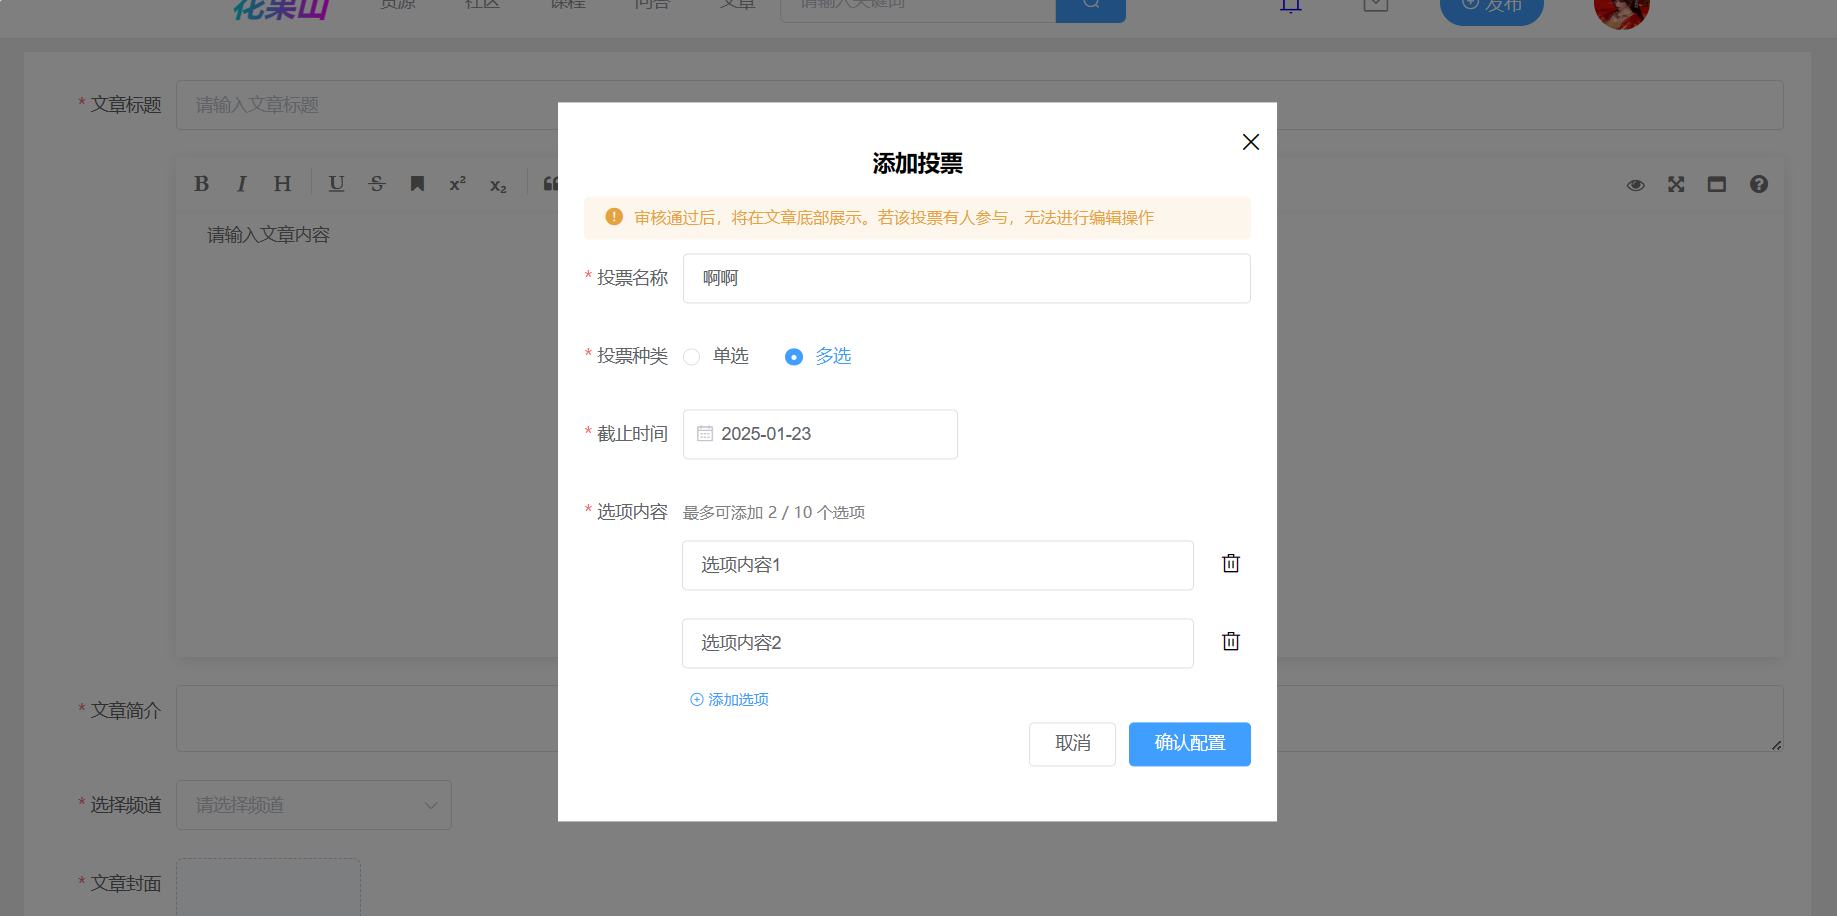 花果山
资源 社区 课程 问答 文章 请输入关键词 发布
* 文章标题 请输入文章标题
B I H U S x² x₂
请输入文章内容
添加投票
审核通过后，将在文章底部展示。若该投票有人参与，无法进行编辑操作
* 投票名称 啊啊
* 投票种类 单选 多选
* 截止时间 2025-01-23
* 选项内容 最多可添加 2 / 10 个选项
选项内容1
选项内容2
添加选项
取消 确认配置
* 文章简介
* 选择频道 请选择频道
* 文章封面